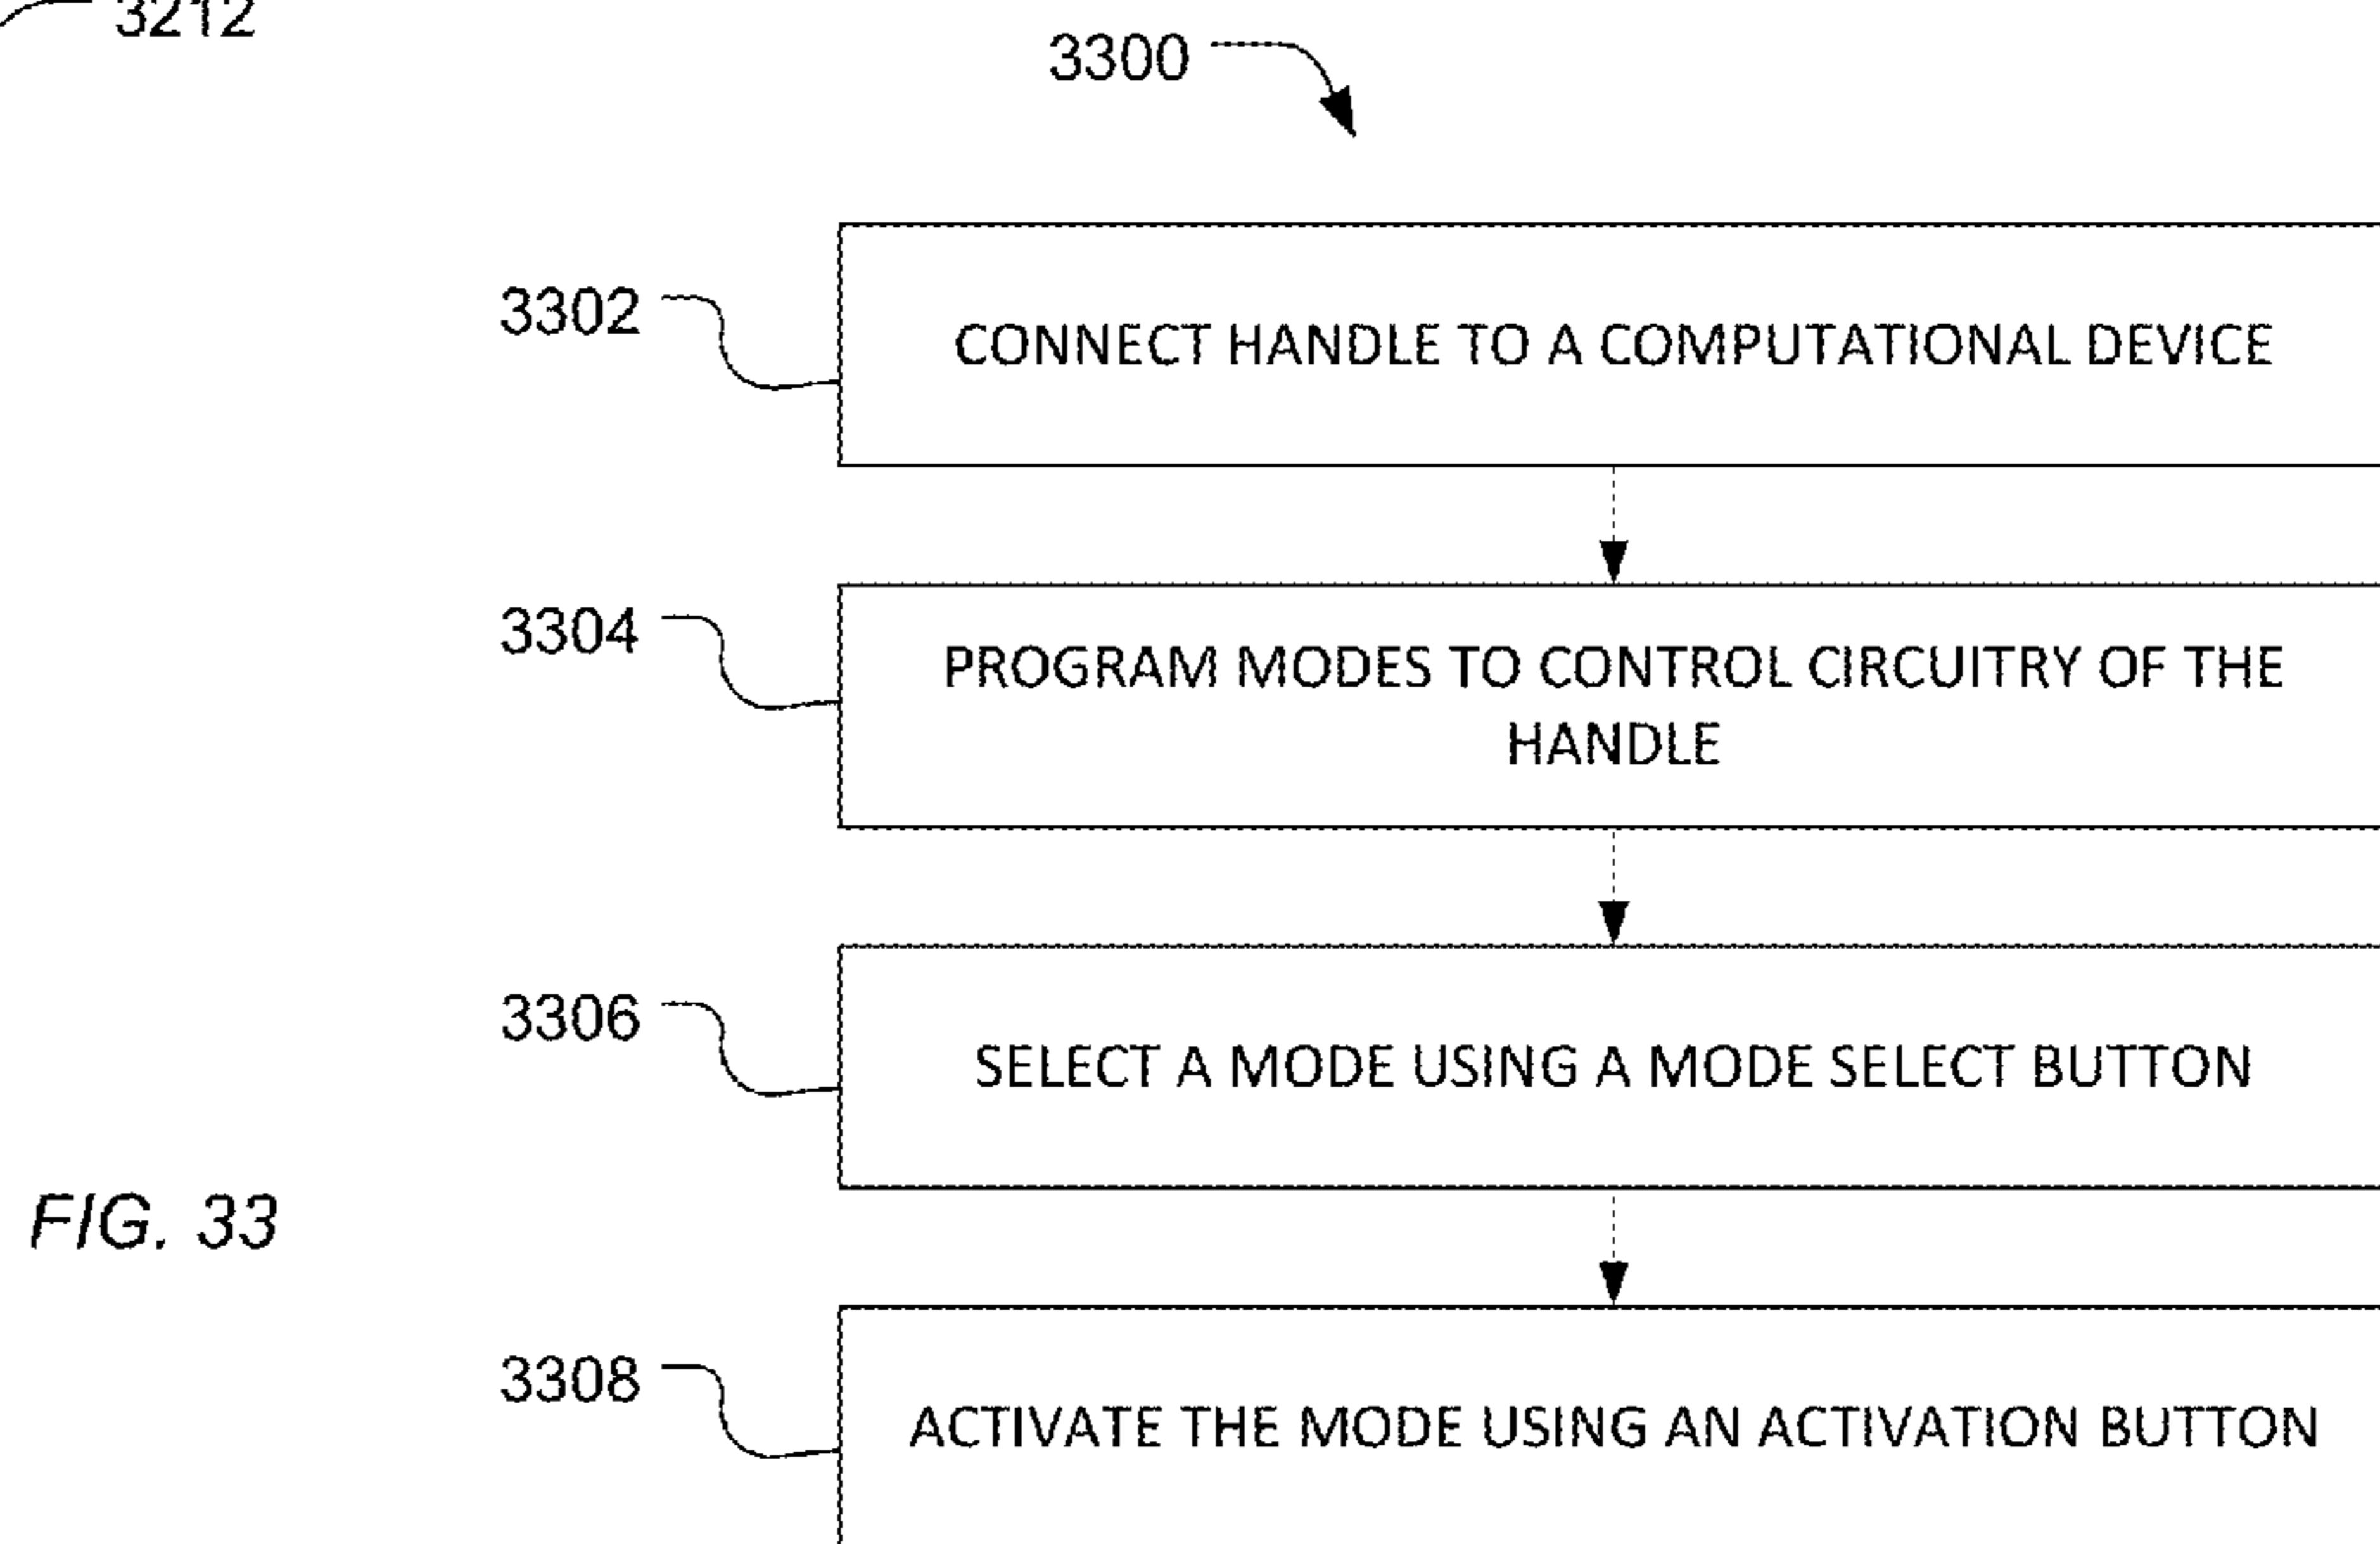 3212
3300
3302
CONNECT HANDLE TO A COMPUTATIONAL DEVICE
3304
PROGRAM MODES TO CONTROL CIRCUITRY OF THE
HANDLE
3306
SELECT A MODE USING A MODE SELECT BUTTON
FIG. 33
3308
ACTIVATE THE MODE USING AN ACTIVATION BUTTON